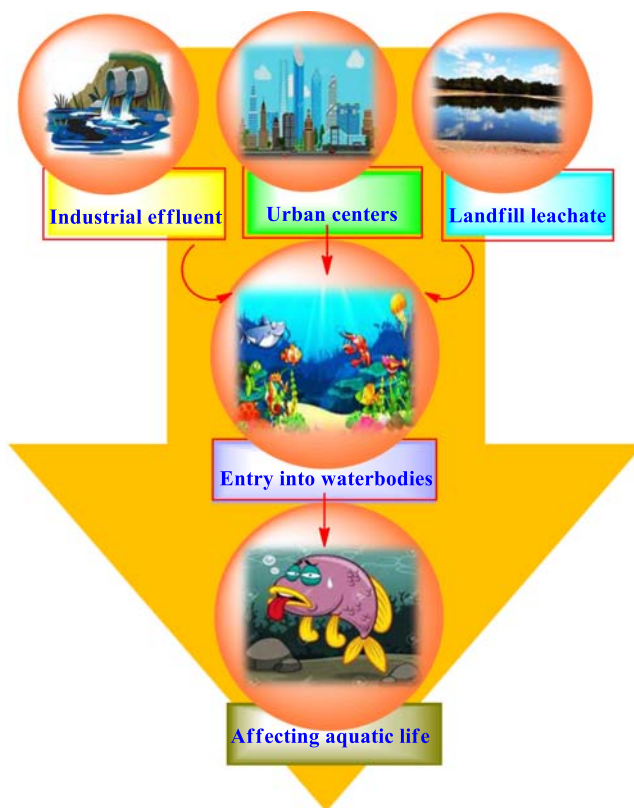 Industrial effluent
Urban centers
Landfill leachate
Entry into waterbodies
Affecting aquatic life